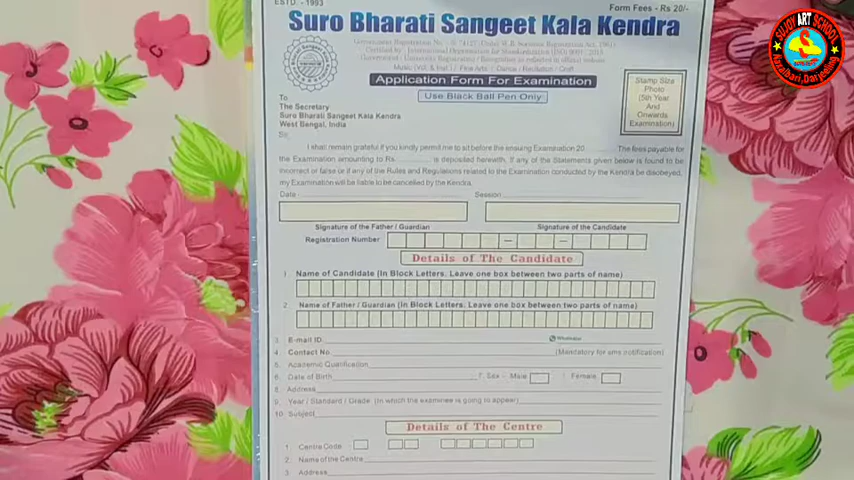 ESTD. - 1993
Form Fees - Rs 20/-
Suro Bharati Sangeet Kala Kendra
Music (Vocal & Inst.)
Application Form For Examination
Use Black Ball Pen Only
Stamp Size
Photo
(5th Year
And
Onwards
Examination)
To
The Secretary
Suro Bharati Sangeet Kala Kendra
West Bengal, India
Sir,
I shall remain grateful if you kindly permit me to set before the ensuing Examination 20 The fees payable for
the Examination amounting to Rs. is deposited herewith. If any of the Statements given below is found to be
incorrect or false or if any of the Rules and Regulations related to the Examination conducted by the Kendra be disobeyed,
my Examination will be liable to be cancelled by the Kendra.
Date - Session
Signature of the Father / Guardian Signature of the Candidate
Registration Number
Details of The Candidate
1. Name of Candidate (In Block Letters, Leave one box between two parts of name)
2. Name of Father / Guardian (In Block Letters, Leave one box between two parts of name)
3. E-mail ID Whatsapp
4. Contact No. (Mandatory for sms notification)
5. Academic Qualification
6. Date of Birth 7. Sex - Male Female
8. Address
9. Year / Standard / Grade (In which the examinee is going to appear)
10. Subject
Details of The Centre
1. Centre Code -
2. Name of the Centre
3. Address
SILJOY ART SCHOOL
Naxalbari, Darjeeling